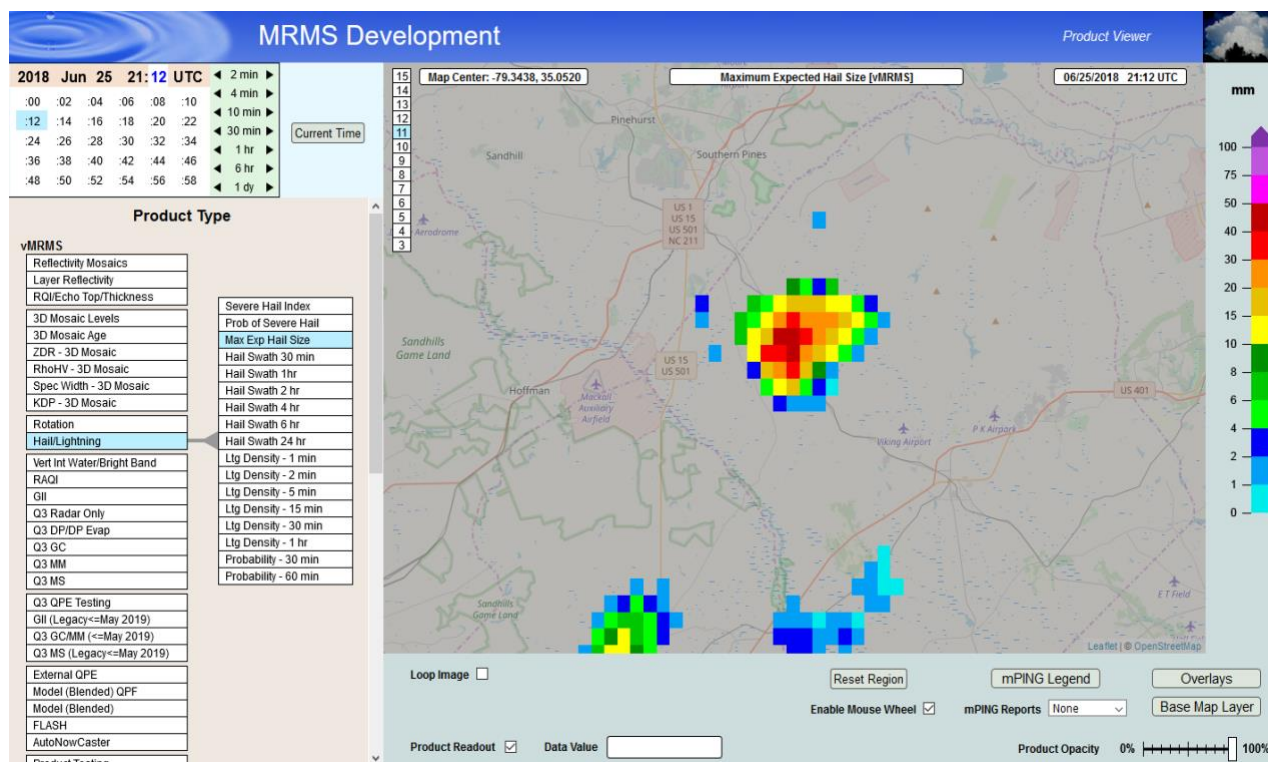 MRMS Development
Product Viewer
2018 Jun 25 21:12 UTC
:00 :02 :04 :06 :08 :10
:12 :14 :16 :18 :20 :22
:24 :26 :28 :30 :32 :34
:36 :38 :40 :42 :44 :46
:48 :50 :52 :54 :56 :58
2 min
4 min
10 min
30 min
1 hr
6 hr
1 dy
Current Time
Product Type
vMRMS
Reflectivity Mosaics
Layer Reflectivity
RQI/Echo Top/Thickness
3D Mosaic Levels
3D Mosaic Age
ZDR - 3D Mosaic
RhoHV - 3D Mosaic
Spec Width - 3D Mosaic
KDP - 3D Mosaic
Rotation
Hail/Lightning
Vert Int Water/Bright Band
RAQI
GII
Q3 Radar Only
Q3 DP/DP Evap
Q3 GC
Q3 MM
Q3 MS
Q3 QPE Testing
GII (Legacy<=May 2019)
Q3 GC/MM (<=May 2019)
Q3 MS (Legacy<=May 2019)
External QPE
Model (Blended) QPF
Model (Blended)
FLASH
AutoNowCaster
Product Testing
Severe Hail Index
Prob of Severe Hail
Max Exp Hail Size
Hail Swath 30 min
Hail Swath 1hr
Hail Swath 2 hr
Hail Swath 4 hr
Hail Swath 6 hr
Hail Swath 24 hr
Ltg Density - 1 min
Ltg Density - 2 min
Ltg Density - 5 min
Ltg Density - 15 min
Ltg Density - 30 min
Ltg Density - 1 hr
Probability - 30 min
Probability - 60 min
15
14
13
12
11
10
9
8
7
6
5
4
3
Map Center: -79.3438, 35.0520
Maximum Expected Hail Size [vMRMS]
06/25/2018 21:12 UTC
Pinehurst
Sandhill
Southern Pines
US 1
US 15
US 501
NC 211
Aerodrome
Sandhills
Game Land
Hoffman
Mackall
Auxiliary
Airfield
US 15
US 501
US 401
Viking Airport
P K Airpark
Sandhills
Game Land
E T Field
Leaflet | © OpenStreetMap
mm
100
75
50
40
30
20
15
10
8
6
4
2
1
0
Loop Image
Reset Region
mPING Legend
Overlays
Enable Mouse Wheel
mPING Reports None
Base Map Layer
Product Readout
Data Value
Product Opacity 0% 100%